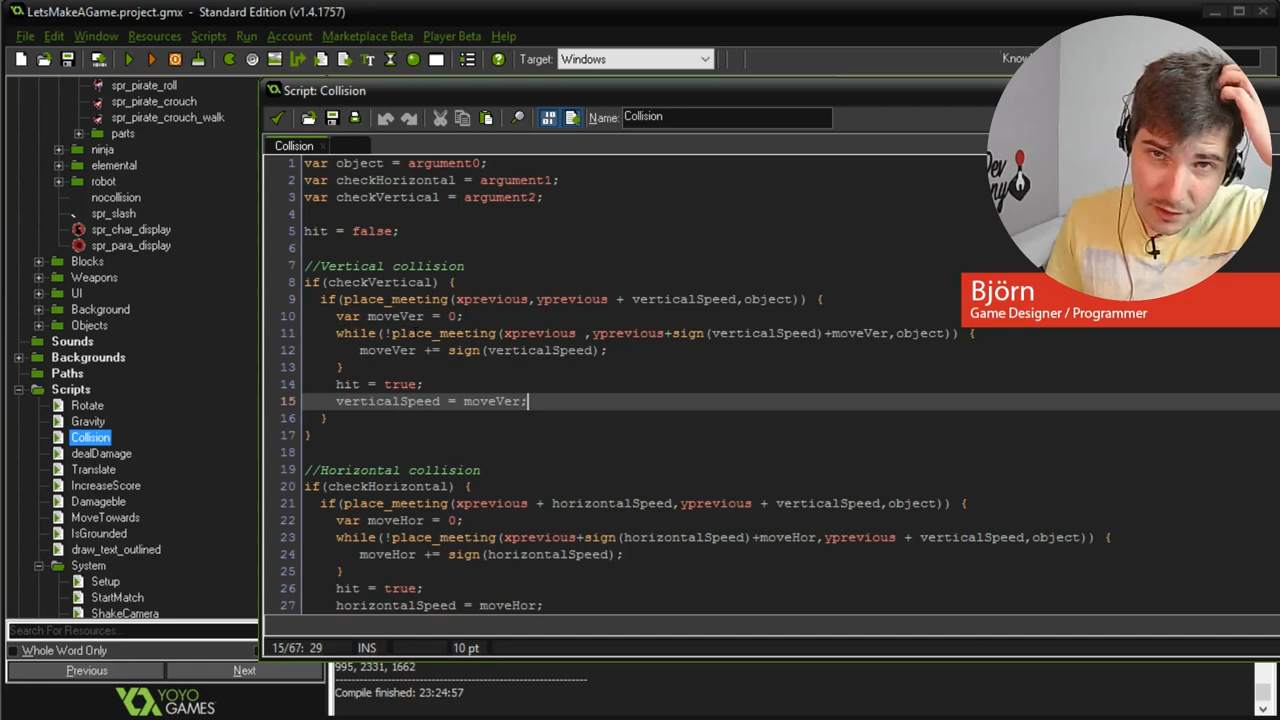 LetsMakeAGame.project.gmx - Standard Edition (v1.4.1757)
File Edit Window Resources Scripts Run Account Marketplace Beta Player Beta Help
Target: Windows
spr_pirate_roll
spr_pirate_crouch
spr_pirate_crouch_walk
parts
ninja
elemental
robot
nocollision
spr_slash
spr_char_display
spr_para_display
Blocks
Weapons
UI
Background
Objects
Sounds
Backgrounds
Paths
Scripts
Rotate
Gravity
Collision
dealDamage
Translate
IncreaseScore
Damageble
MoveTowards
IsGrounded
draw_text_outlined
System
Setup
StartMatch
ShakeCamera
Search For Resources...
Whole Word Only
Previous Next
YOYO
GAMES
Script: Collision
Name: Collision
Collision
1 var object = argument0;
2 var checkHorizontal = argument1;
3 var checkVertical = argument2;
4
5 hit = false;
6
7 //Vertical collision
8 if(checkVertical) {
9 if(place_meeting(xprevious,yprevious + verticalSpeed,object)) {
10 var moveVer = 0;
11 while(!place_meeting(xprevious ,yprevious+sign(verticalSpeed)+moveVer,object)) {
12 moveVer += sign(verticalSpeed);
13 }
14 hit = true;
15 verticalSpeed = moveVer;
16 }
17 }
18
19 //Horizontal collision
20 if(checkHorizontal) {
21 if(place_meeting(xprevious + horizontalSpeed,yprevious + verticalSpeed,object)) {
22 var moveHor = 0;
23 while(!place_meeting(xprevious+sign(horizontalSpeed)+moveHor,yprevious + verticalSpeed,object)) {
24 moveHor += sign(horizontalSpeed);
25 }
26 hit = true;
27 horizontalSpeed = moveHor;
15/67: 29 INS 10 pt
995, 2331, 1662
Compile finished: 23:24:57
Björn
Game Designer / Programmer